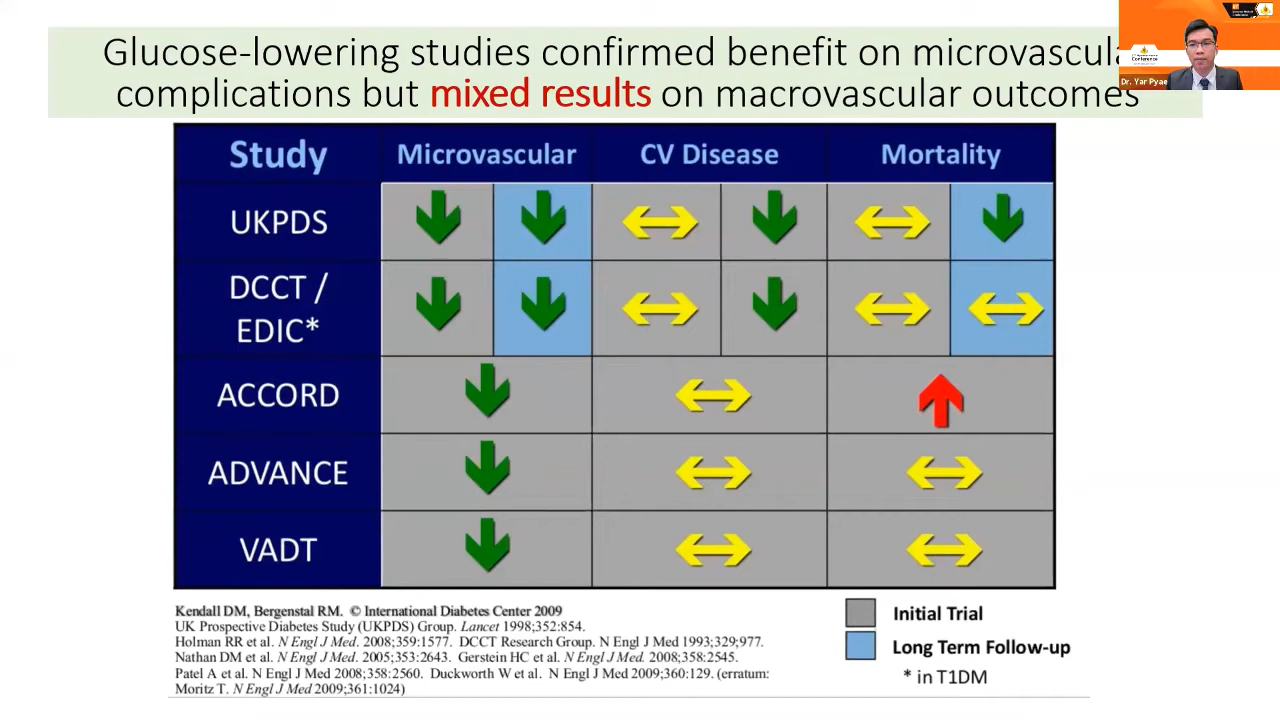 Glucose-lowering studies confirmed benefit on microvascula
complications but mixed results on macrovascular outcomes
Conference
Dr. Yar Pyae
Study Microvascular CV Disease Mortality
UKPDS
DCCT /
EDIC*
ACCORD
ADVANCE
VADT
Kendall DM, Bergenstal RM. © International Diabetes Center 2009
UK Prospective Diabetes Study (UKPDS) Group. Lancet 1998;352:854.
Holman RR et al. N Engl J Med. 2008;359:1577. DCCT Research Group. N Engl J Med 1993;329;977.
Nathan DM et al. N Engl J Med. 2005;353:2643. Gerstein HC et al. N Engl J Med. 2008;358:2545.
Patel A et al. N Engl J Med 2008;358:2560. Duckworth W et al. N Engl J Med 2009;360:129. (erratum:
Moritz T. N Engl J Med 2009;361:1024)
Initial Trial
Long Term Follow-up
* in T1DM